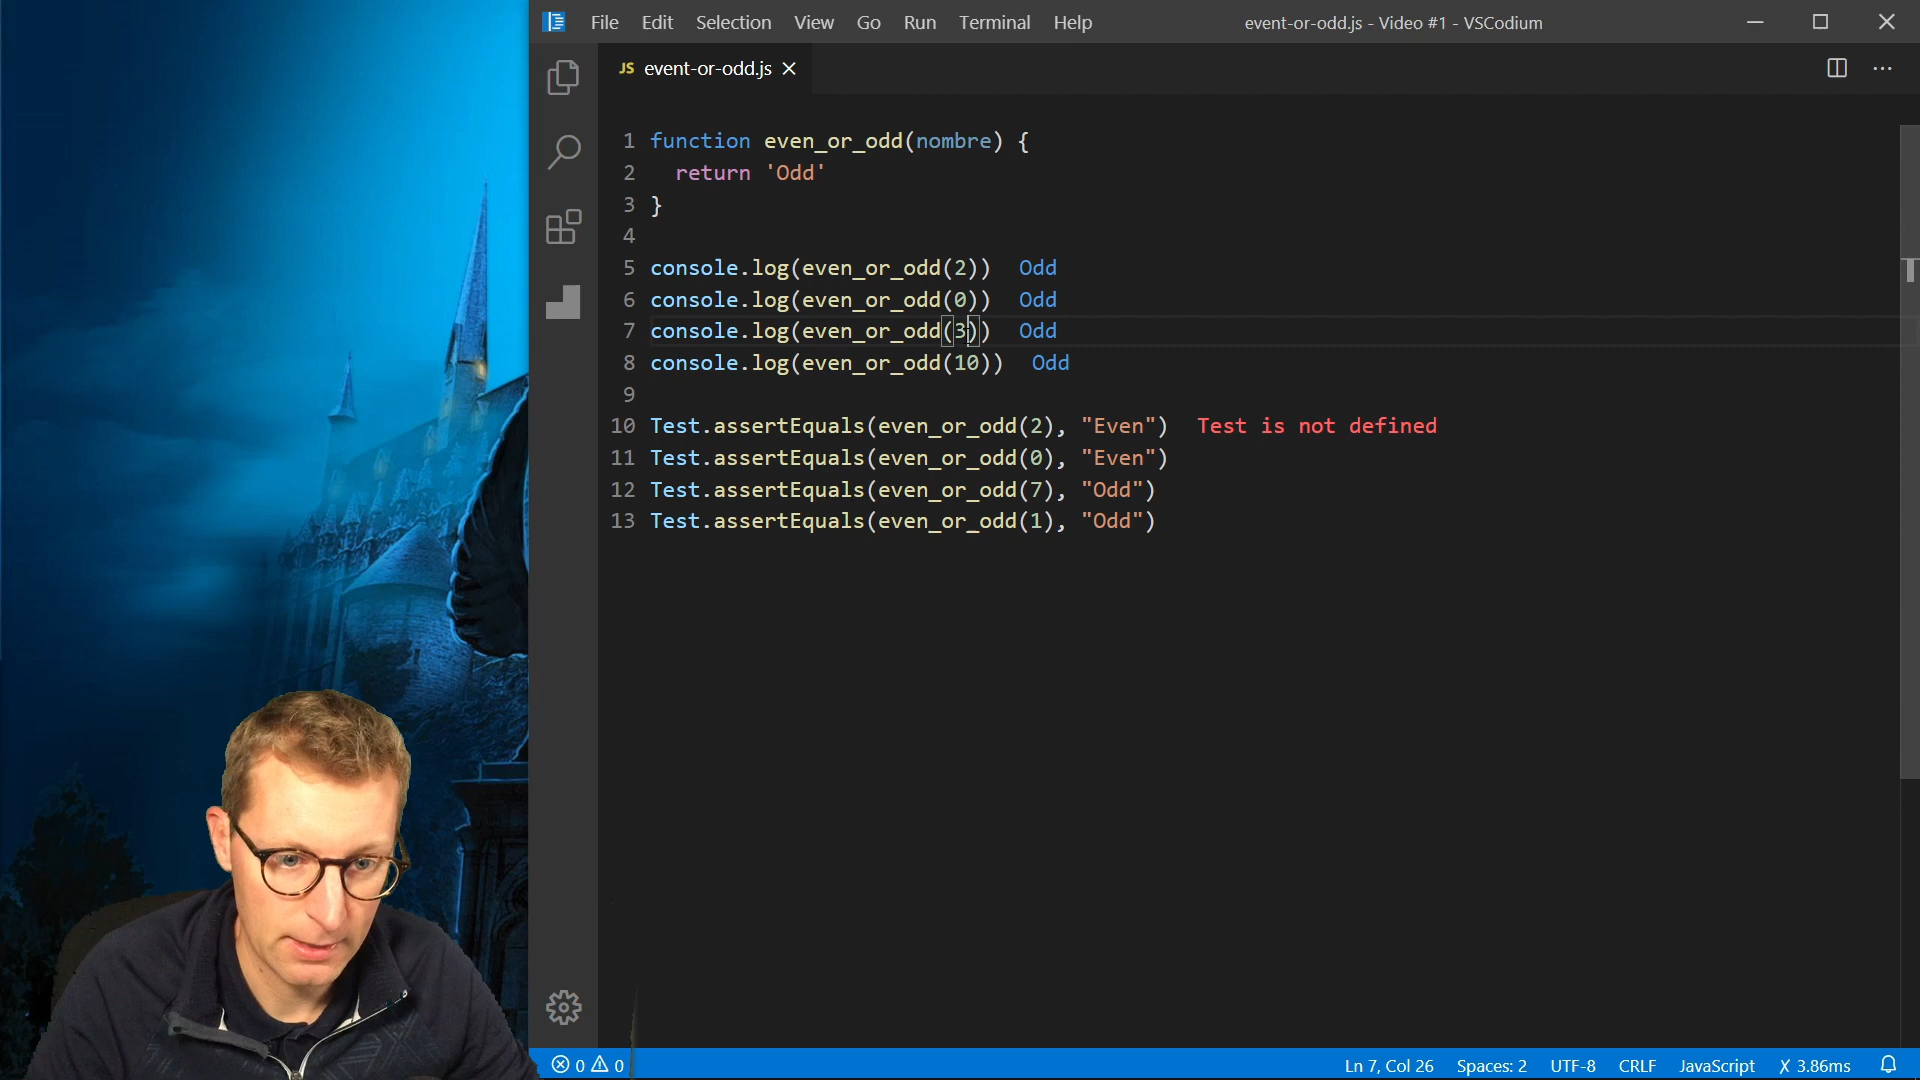 File Edit Selection View Go Run Terminal Help event-or-odd.js - Video #1 - VSCodium
JS event-or-odd.js
1 function even_or_odd(nombre) {
2 return 'Odd'
3 }
4
5 console.log(even_or_odd(2)) Odd
6 console.log(even_or_odd(0)) Odd
7 console.log(even_or_odd(3)) Odd
8 console.log(even_or_odd(10)) Odd
9
10 Test.assertEquals(even_or_odd(2), "Even") Test is not defined
11 Test.assertEquals(even_or_odd(0), "Even")
12 Test.assertEquals(even_or_odd(7), "Odd")
13 Test.assertEquals(even_or_odd(1), "Odd")
0 0 Ln 7, Col 26 Spaces: 2 UTF-8 CRLF JavaScript ✗ 3.86ms